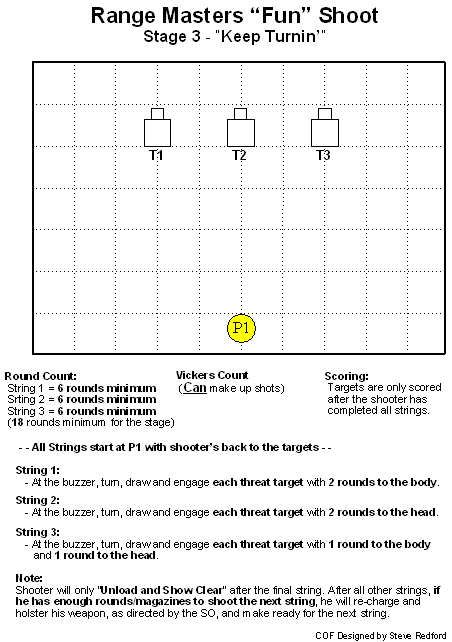 Range Masters “Fun” Shoot
Stage 3 - “Keep Turnin’”
T1 T2 T3
P1
Round Count:
String 1 = 6 rounds minimum
Srting 2 = 6 rounds minimum
String 3 = 6 rounds minimum
(18 rounds minimum for the stage)
Vickers Count
(Can make up shots)
Scoring:
Targets are only scored
after the shooter has
completed all strings.
- - All Strings start at P1 with shooter's back to the targets - -
String 1:
- At the buzzer, turn, draw and engage each threat target with 2 rounds to the body.
String 2:
- At the buzzer, turn, draw and engage each threat target with 2 rounds to the head.
String 3:
- At the buzzer, turn, draw and engage each threat target with 1 round to the body
and 1 round to the head.
Note:
Shooter will only "Unload and Show Clear" after the final string. After all other strings, if
he has enough rounds/magazines to shoot the next string, he will re-charge and
holster his weapon, as directed by the SO, and make ready for the next string.
COF Designed by Steve Redford